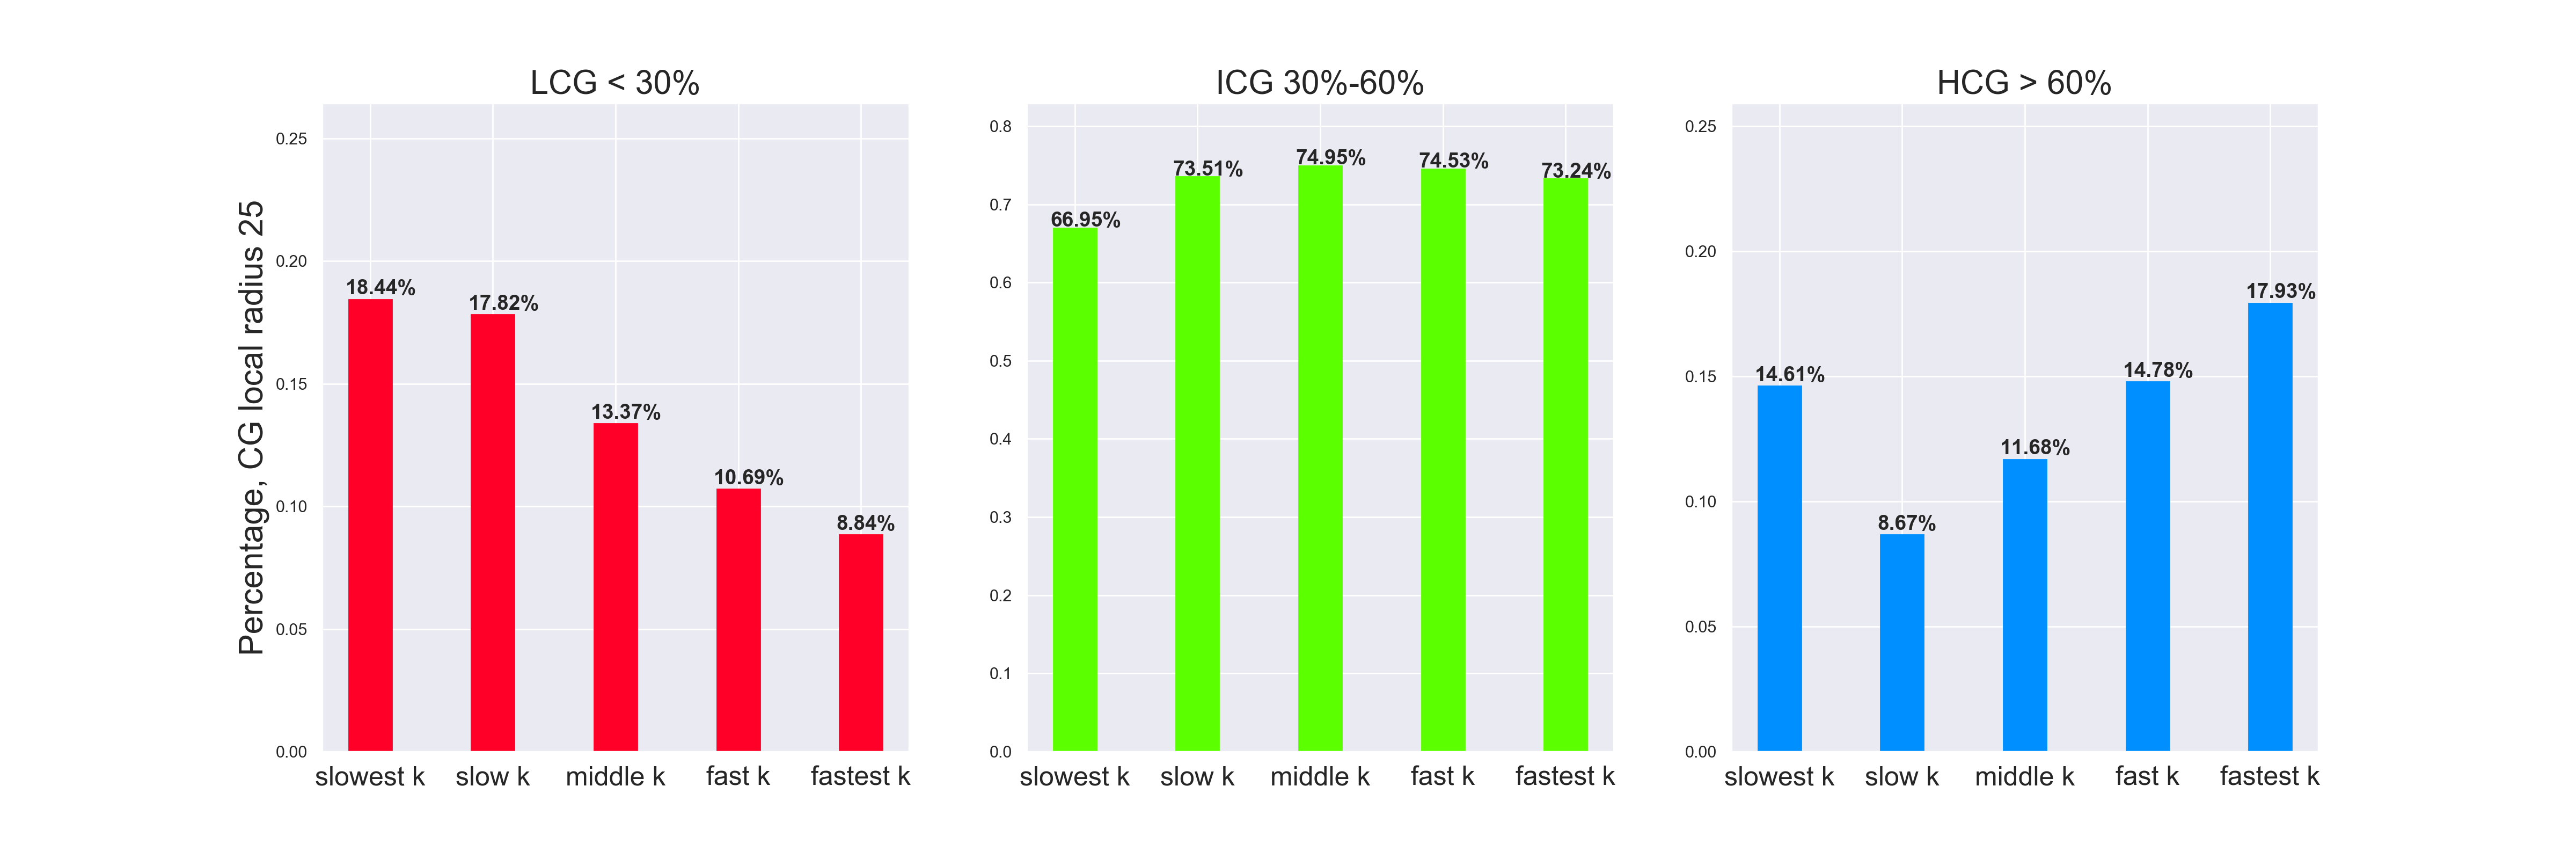 LCG < 30%
ICG 30%-60%
HCG > 60%
Percentage, CG local radius 25
0.25
0.20
0.15
0.10
0.05
0.00
18.44%
17.82%
13.37%
10.69%
8.84%
slowest k
slow k
middle k
fast k
fastest k
0.8
0.7
0.6
0.5
0.4
0.3
0.2
0.1
0.0
66.95%
73.51%
74.95%
74.53%
73.24%
slowest k
slow k
middle k
fast k
fastest k
0.25
0.20
0.15
0.10
0.05
0.00
14.61%
8.67%
11.68%
14.78%
17.93%
slowest k
slow k
middle k
fast k
fastest k